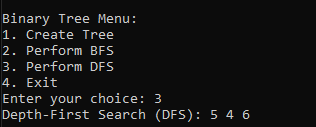 Binary Tree Menu:
1. Create Tree
2. Perform BFS
3. Perform DFS
4. Exit
Enter your choice: 3
Depth-First Search (DFS): 5 4 6